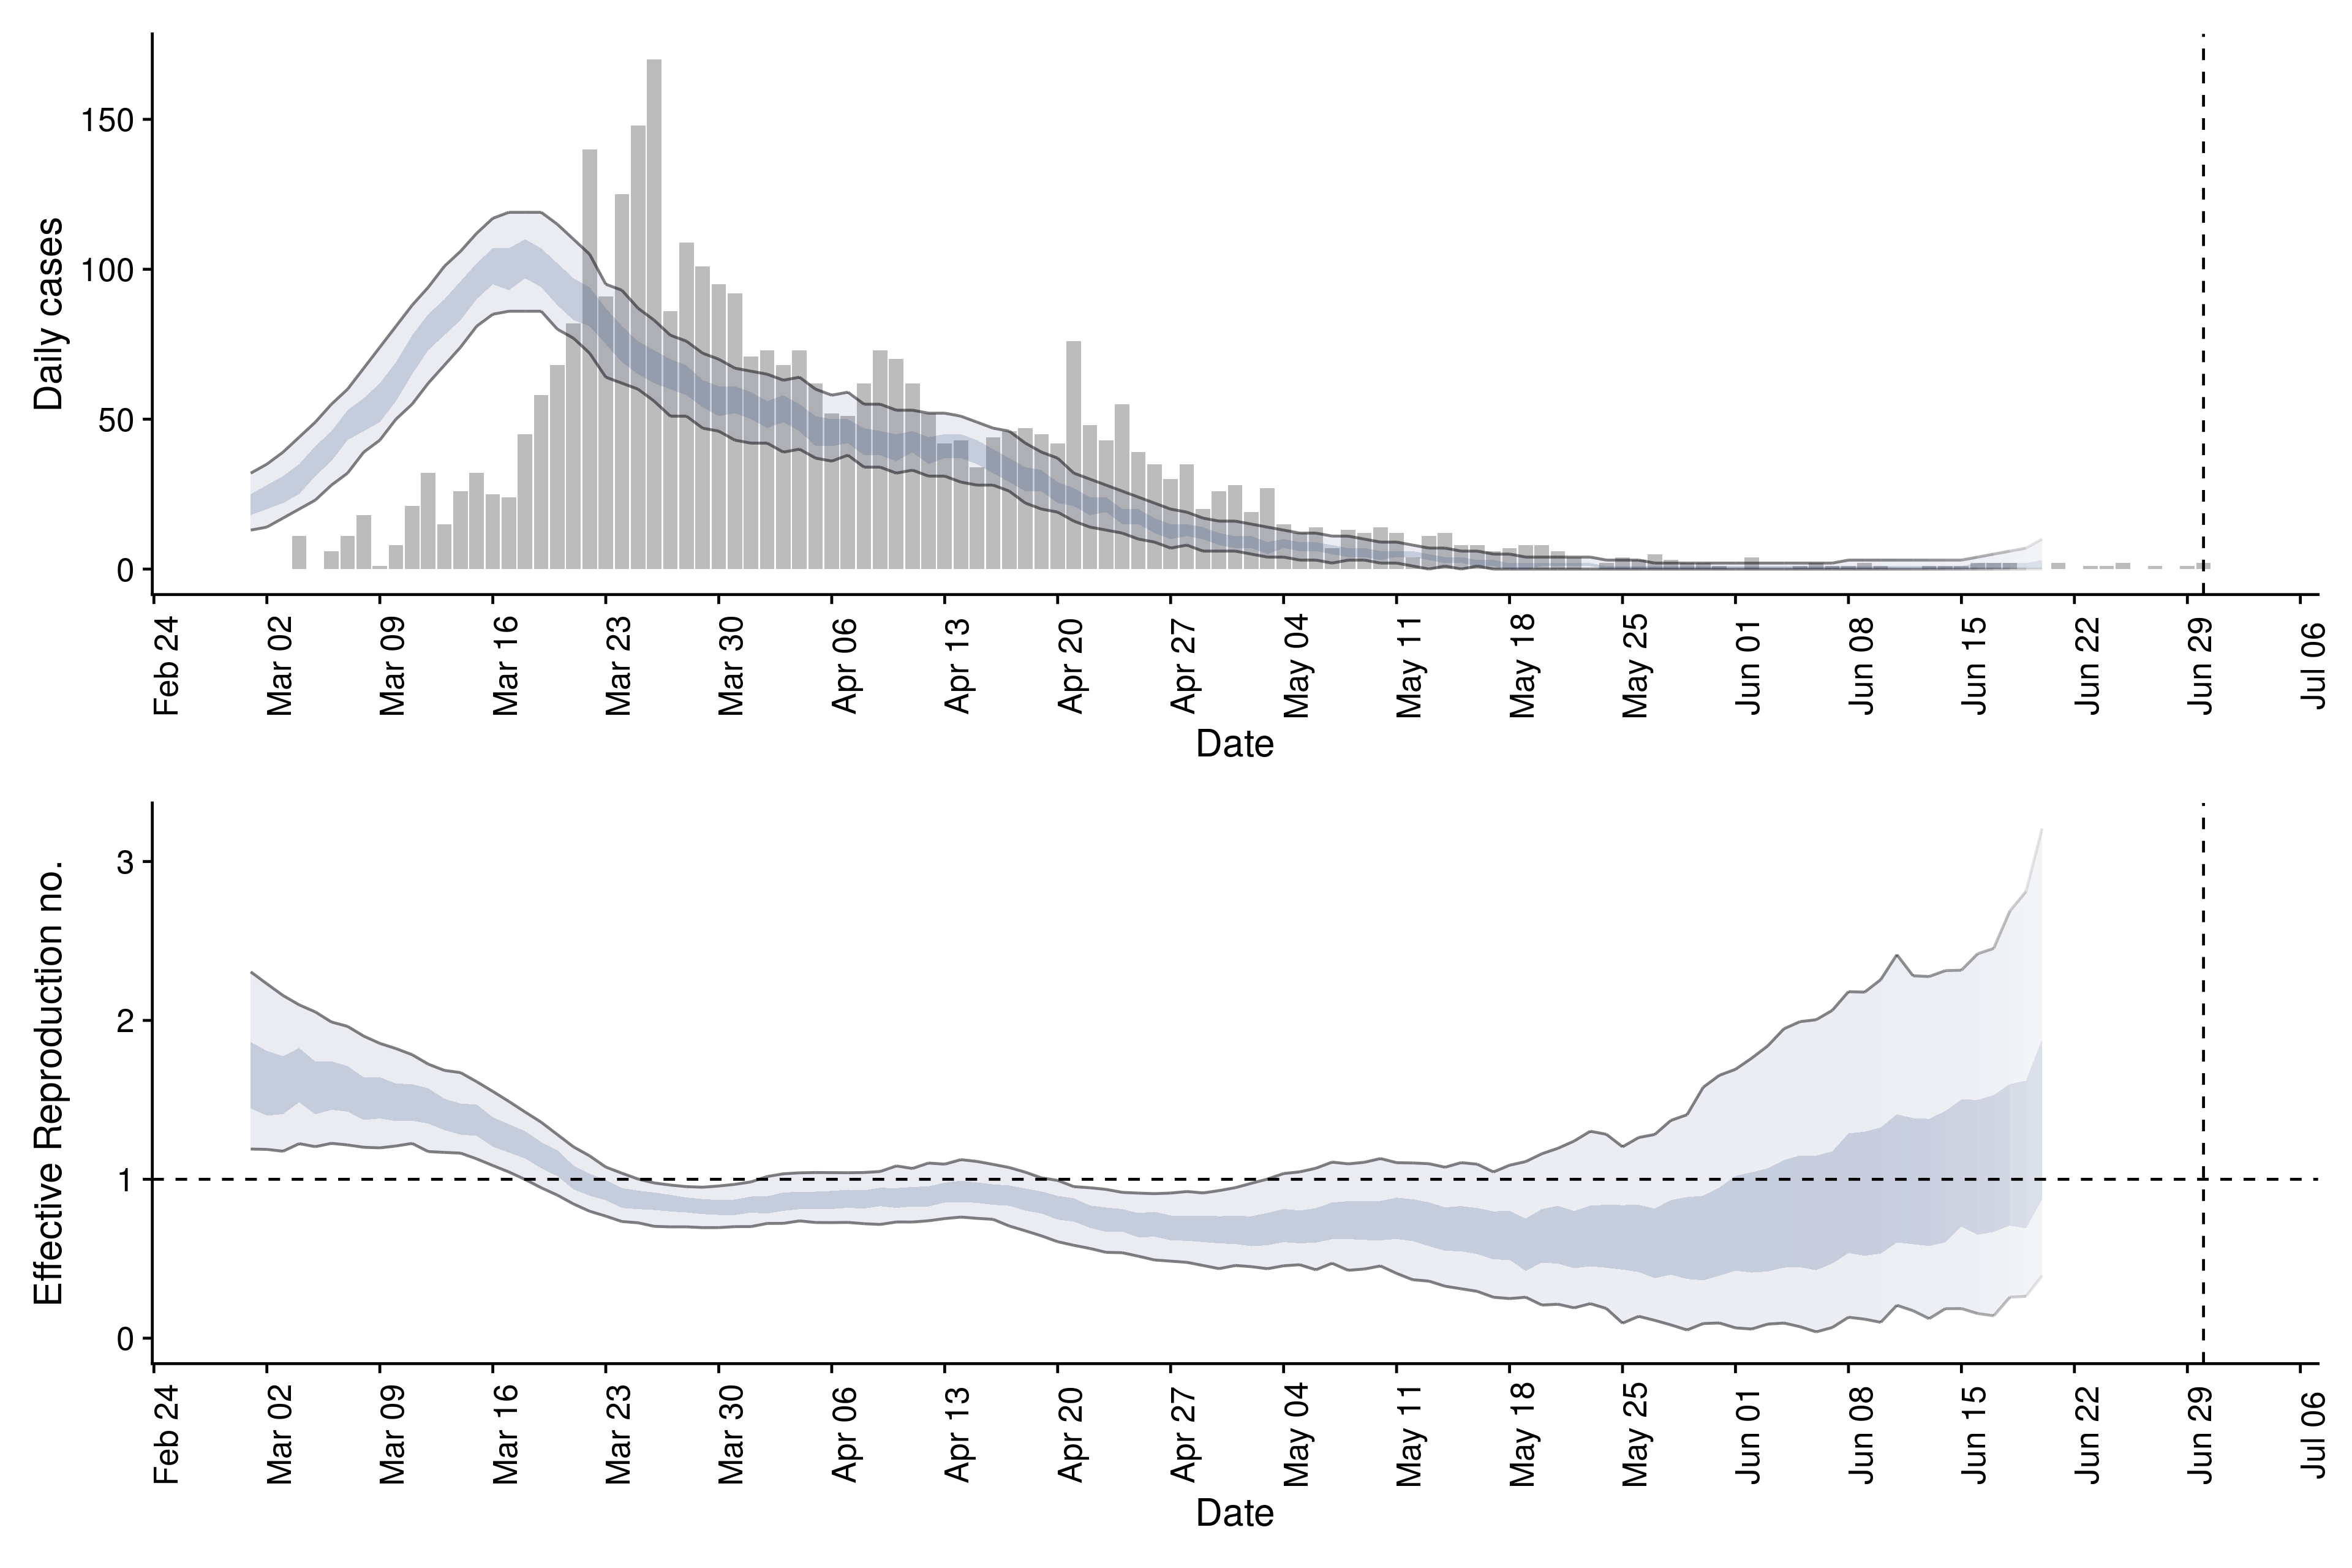 Daily cases
150
100
50
0
Feb 24
Mar 02
Mar 09
Mar 16
Mar 23
Mar 30
Apr 06
Apr 13
Apr 20
Apr 27
May 04
May 11
May 18
May 25
Jun 01
Jun 08
Jun 15
Jun 22
Jun 29
Jul 06
Date
Effective Reproduction no.
3
2
1
0
Feb 24
Mar 02
Mar 09
Mar 16
Mar 23
Mar 30
Apr 06
Apr 13
Apr 20
Apr 27
May 04
May 11
May 18
May 25
Jun 01
Jun 08
Jun 15
Jun 22
Jun 29
Jul 06
Date